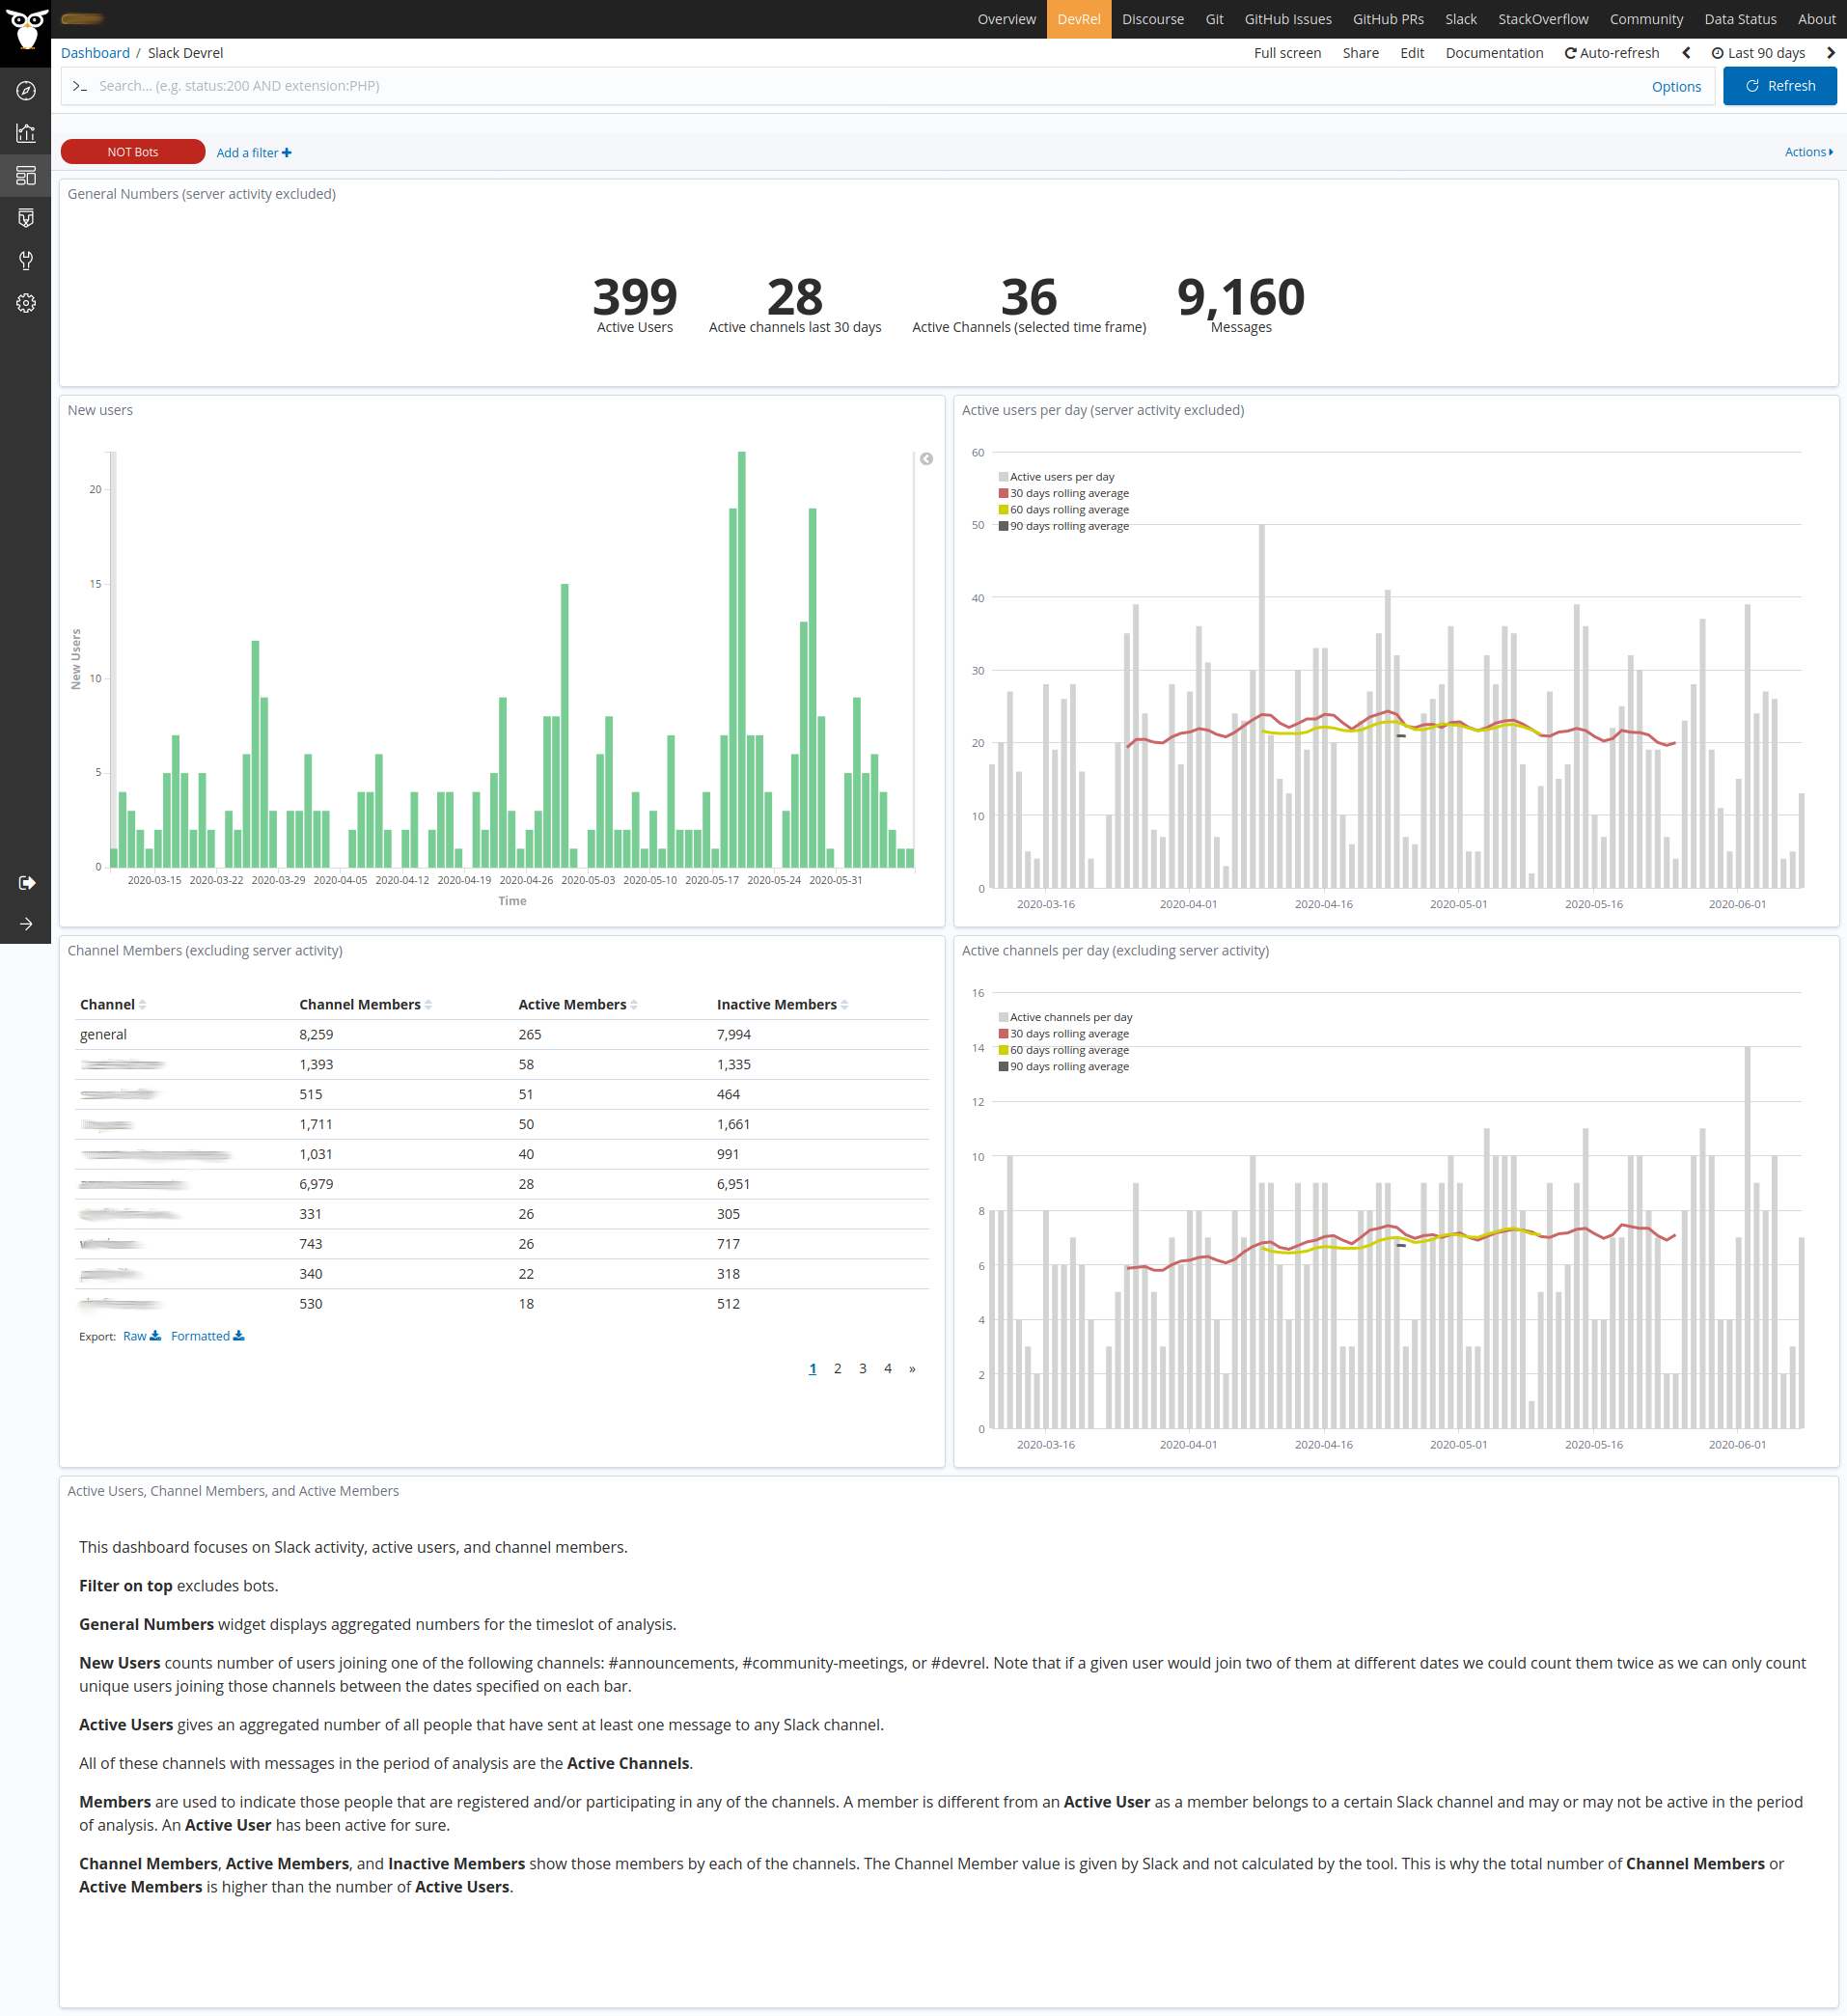 Overview DevRel Discourse Git GitHub Issues GitHub PRs Slack StackOverflow Community Data Status About
Dashboard / Slack Devrel
Full screen Share Edit Documentation Auto-refresh Last 90 days
>_ Search... (e.g. status:200 AND extension:PHP)
Options
Refresh
NOT Bots
Add a filter +
Actions
General Numbers (server activity excluded)
399 28 36 9,160
Active Users Active channels last 30 days Active Channels (selected time frame) Messages
New users
20
15
10
5
0
New Users
2020-03-15 2020-03-22 2020-03-29 2020-04-05 2020-04-12 2020-04-19 2020-04-26 2020-05-03 2020-05-10 2020-05-17 2020-05-24 2020-05-31
Time
Active users per day (server activity excluded)
60
50
40
30
20
10
0
Active users per day
30 days rolling average
60 days rolling average
90 days rolling average
2020-03-16 2020-04-01 2020-04-16 2020-05-01 2020-05-16 2020-06-01
Channel Members (excluding server activity)
Channel Channel Members Active Members Inactive Members
general 8,259 265 7,994
1,393 58 1,335
515 51 464
1,711 50 1,661
1,031 40 991
6,979 28 6,951
331 26 305
743 26 717
340 22 318
530 18 512
Export: Raw Formatted
1 2 3 4 »
Active channels per day (excluding server activity)
16
14
12
10
8
6
4
2
0
Active channels per day
30 days rolling average
60 days rolling average
90 days rolling average
2020-03-16 2020-04-01 2020-04-16 2020-05-01 2020-05-16 2020-06-01
Active Users, Channel Members, and Active Members
This dashboard focuses on Slack activity, active users, and channel members.
Filter on top excludes bots.
General Numbers widget displays aggregated numbers for the timeslot of analysis.
New Users counts number of users joining one of the following channels: #announcements, #community-meetings, or #devrel. Note that if a given user would join two of them at different dates we could count them twice as we can only count
unique users joining those channels between the dates specified on each bar.
Active Users gives an aggregated number of all people that have sent at least one message to any Slack channel.
All of these channels with messages in the period of analysis are the Active Channels.
Members are used to indicate those people that are registered and/or participating in any of the channels. A member is different from an Active User as a member belongs to a certain Slack channel and may or may not be active in the period
of analysis. An Active User has been active for sure.
Channel Members, Active Members, and Inactive Members show those members by each of the channels. The Channel Member value is given by Slack and not calculated by the tool. This is why the total number of Channel Members or
Active Members is higher than the number of Active Users.